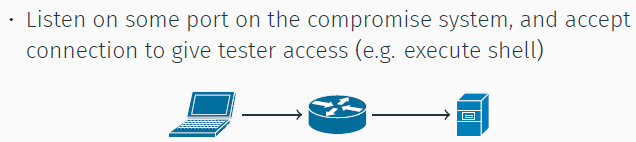 · Listen on some port on the compromise system, and accept
connection to give tester access (e.g. execute shell)